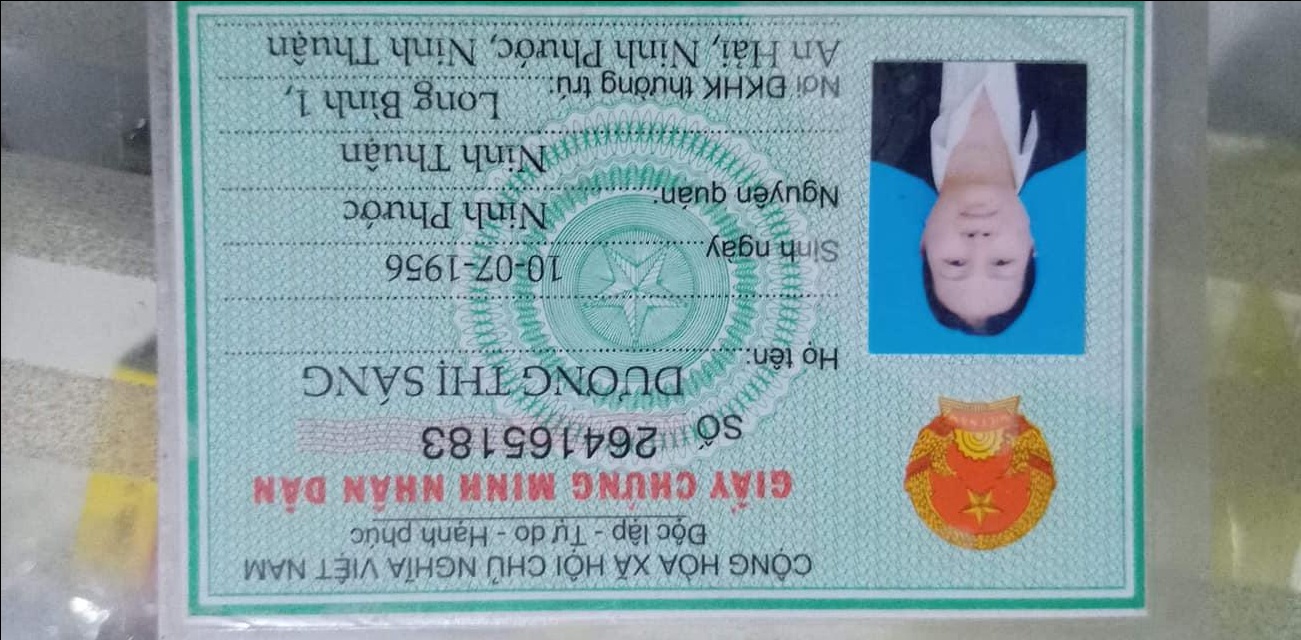 CỘNG HÒA XÃ HỘI CHỦ NGHĨA VIỆT NAM
Độc lập - Tự do - Hạnh phúc
GIẤY CHỨNG MINH NHÂN DÂN
SỐ 264165183
Họ tên: DƯƠNG THỊ SÁNG
Sinh ngày 10-07-1956
Nguyên quán: Ninh Phước
Ninh Thuận
Nơi ĐKHK thường trú: Long Bình 1,
An Hải, Ninh Phước, Ninh Thuận